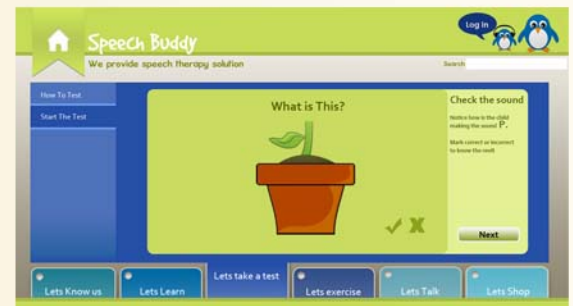 Log In
Speech Buddy
We provide speech therapy solution
Search
How To Test
Start The Test
What is This?
Check the sound
Notice how is the child
making the sound P.
Mark correct or incorrect
to know the reslt
Next
Lets Know us
Lets Learn
Lets take a test
Lets exercise
Lets Talk
Lets Shop